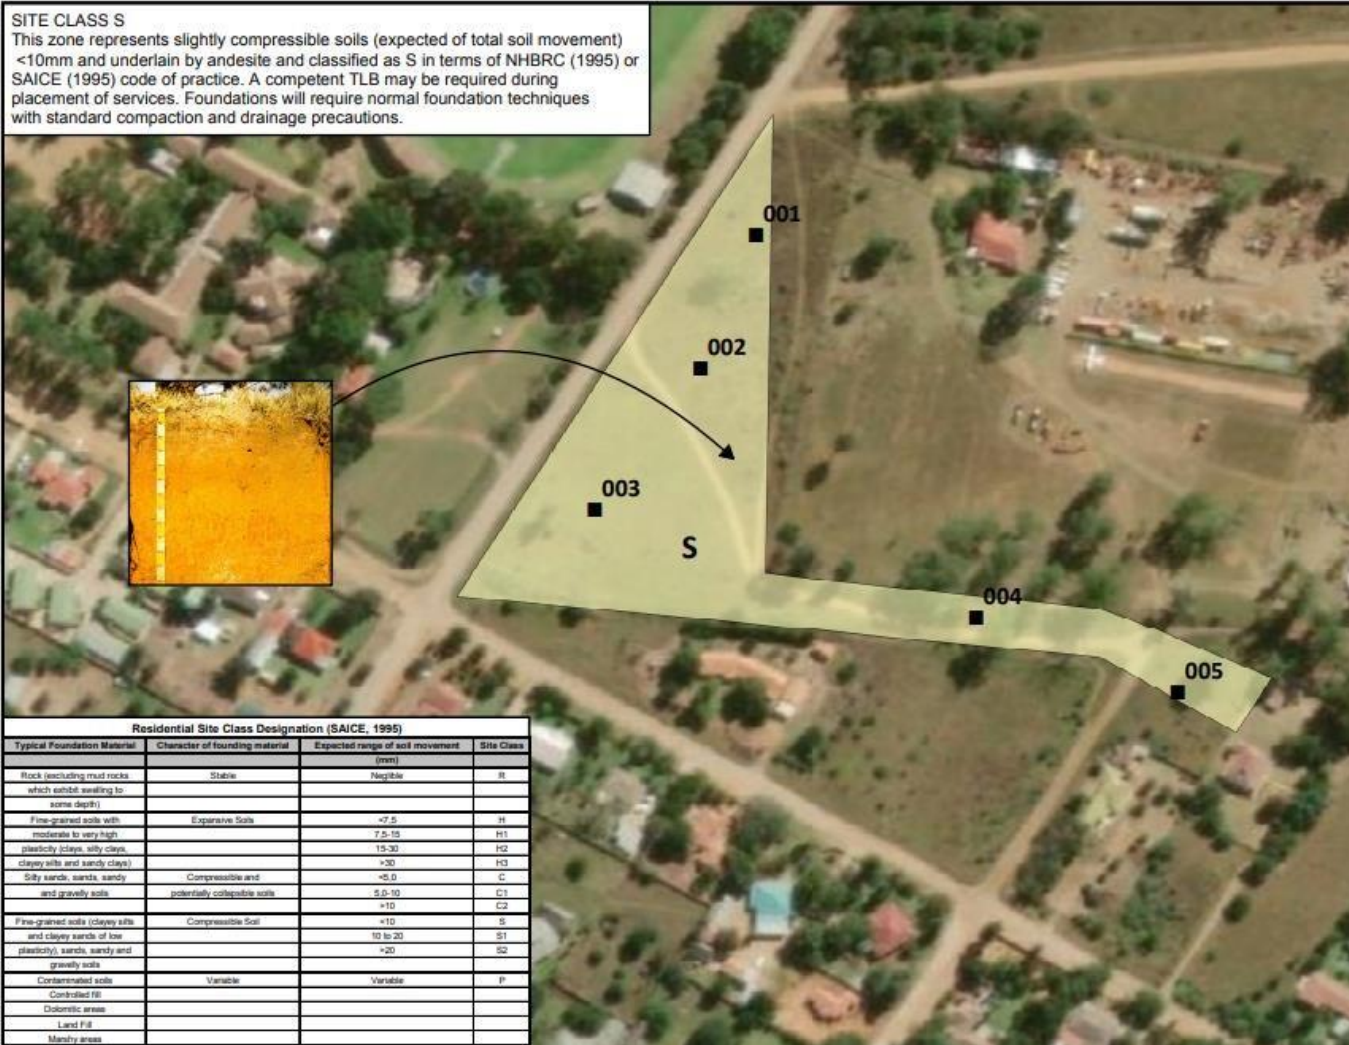 SITE CLASS S
This zone represents slightly compressible soils (expected of total soil movement)
<10mm and underlain by andesite and classified as S in terms of NHBRC (1995) or
SAICE (1995) code of practice. A competent TLB may be required during
placement of services. Foundations will require normal foundation techniques
with standard compaction and drainage precautions.
001
002
003
S
004
005
Residential Site Class Designation (SAICE, 1995)
Typical Foundation Material Character of founding material Expected range of soil movement Site Class
(mm)
Rock (excluding mud rocks Stable Neglible R
which exhibit swelling to
some depth)
Fine-grained soils with Expansive Soils <7,5 H
moderate to very high 7,5-15 H1
plasticity (clays, silty clays, 15-30 H2
clayey silts and sandy clays) >30 H3
Silty sands, sands, sandy Compressible and <5,0 C
and gravelly soils potentially collapsible soils 5,0-10 C1
>10 C2
Fine-grained soils (clayey silts Compressible Soil <10 S
and clayey sands of low 10 to 20 S1
plasticity), sands, sandy and >20 S2
gravelly soils
Contaminated soils Variable Variable P
Controlled fill
Dolomitic areas
Land Fill
Marshy areas